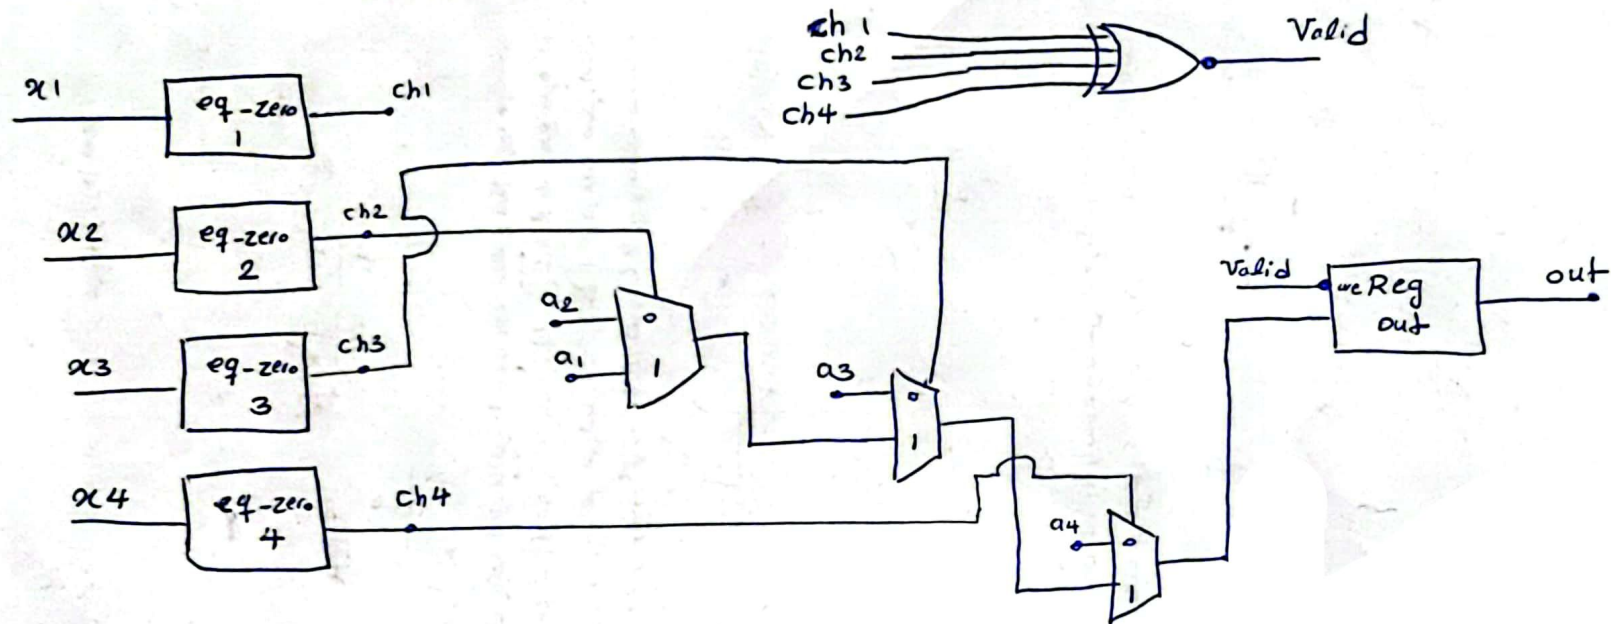 x1
eq-zero
1
ch1
ch 1
ch2
ch3
ch4
Valid
x2
eq-zero
2
ch2
x3
eq-zero
3
ch3
x4
eq-zero
4
ch4
a2
0
a1
1
a3
0
1
a4
0
1
Valid
we Reg
out
out